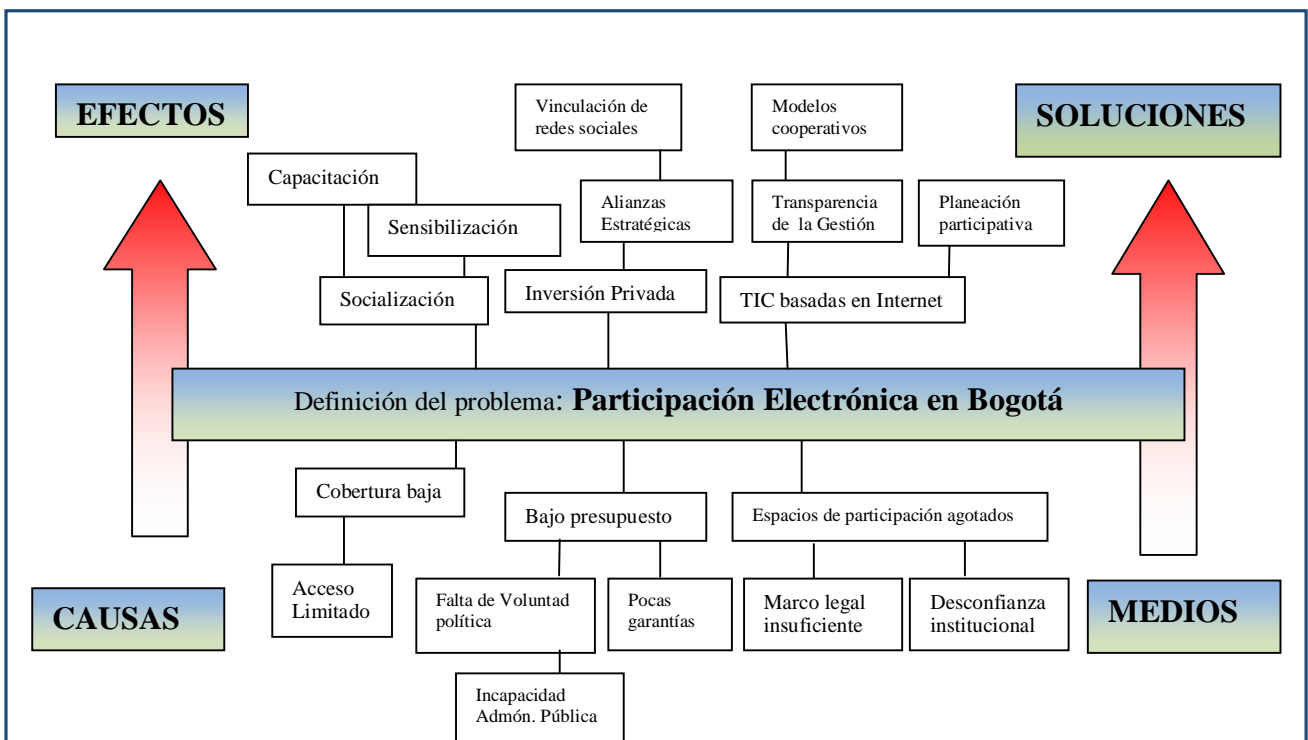 EFECTOS
Vinculación de
redes sociales
Modelos
cooperativos
SOLUCIONES
Capacitación
Sensibilización
Alianzas
Estratégicas
Transparencia
de la Gestión
Planeación
participativa
Socialización
Inversión Privada
TIC basadas en Internet
Definición del problema: Participación Electrónica en Bogotá
Cobertura baja
Bajo presupuesto
Espacios de participación agotados
CAUSAS
Acceso
Limitado
Falta de Voluntad
política
Pocas
garantías
Marco legal
insuficiente
Desconfianza
institucional
MEDIOS
Incapacidad
Admón. Pública